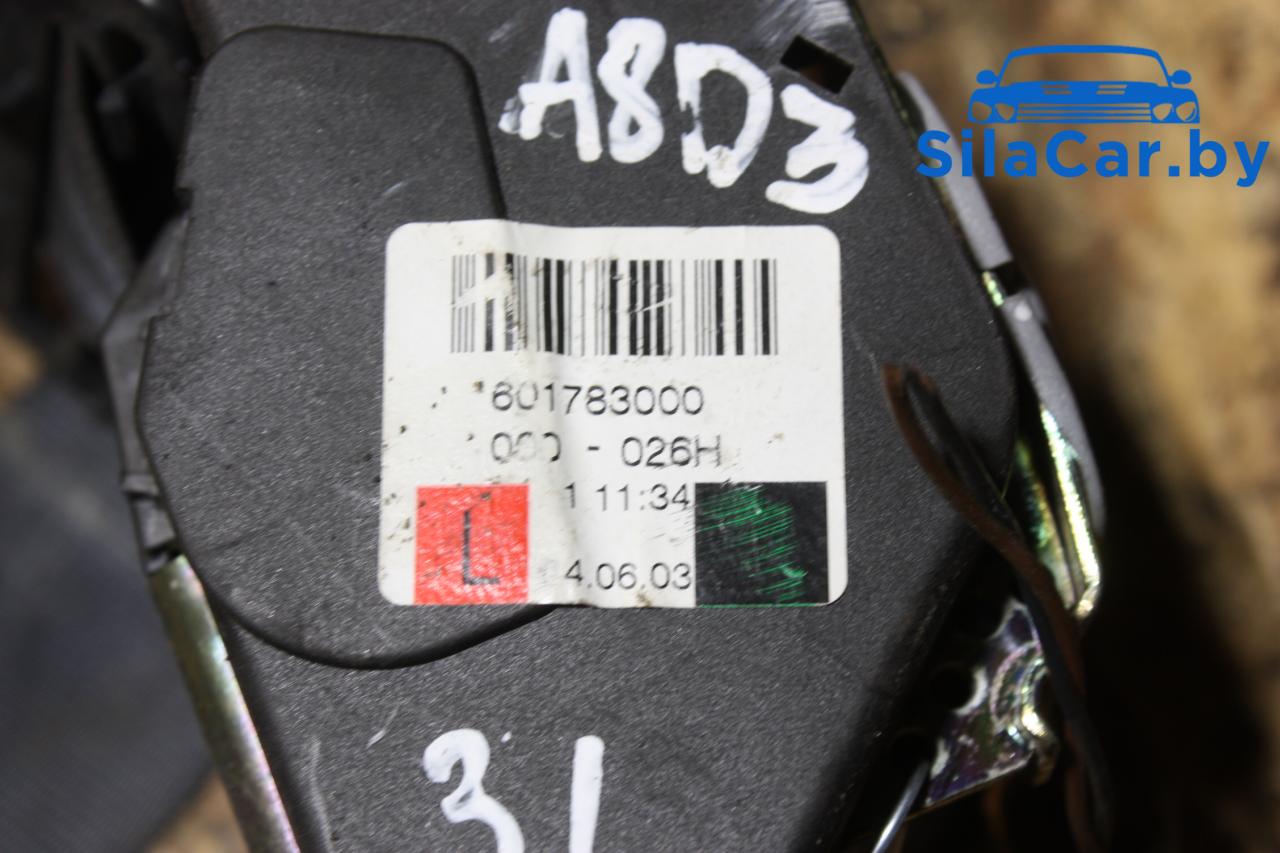 A8D3
SilaCar.by
601783000
000 - 026H
1 11:34
L
4.06.03
31